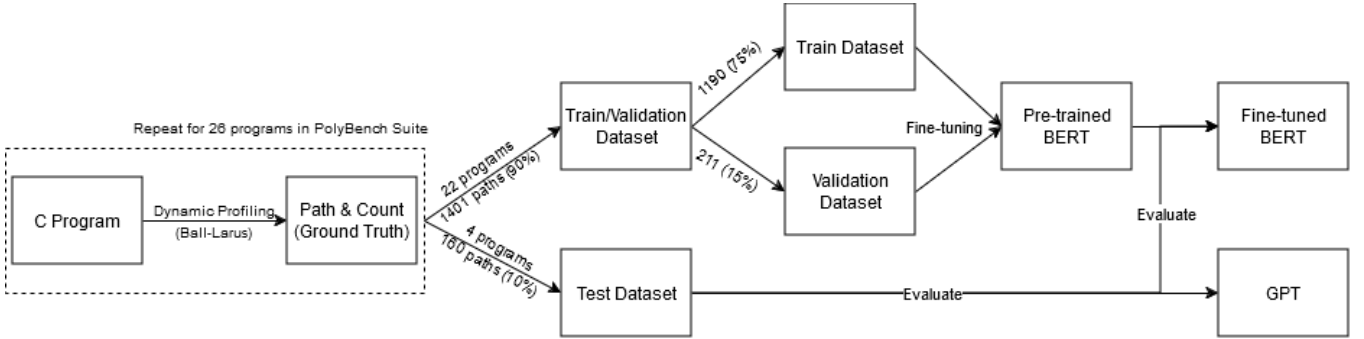 Repeat for 26 programs in PolyBench Suite
C Program
Dynamic Profiling
(Ball-Larus)
Path & Count
(Ground Truth)
22 programs
1401 paths (90%)
4 programs
160 paths (10%)
Train/Validation
Dataset
Test Dataset
1190 (75%)
211 (15%)
Train Dataset
Validation
Dataset
Fine-tuning
Pre-trained
BERT
Evaluate
Evaluate
Fine-tuned
BERT
GPT